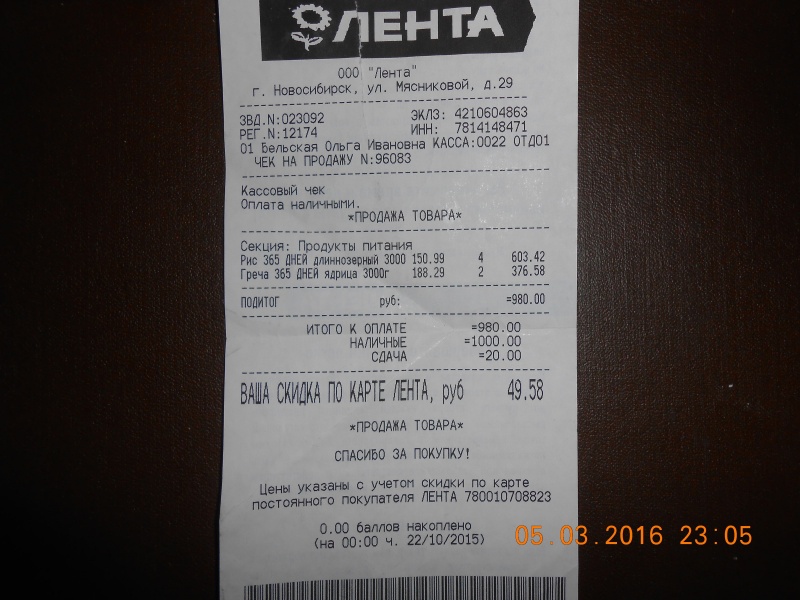 ЛЕНТА
ООО "Лента"
г. Новосибирск, ул. Мясниковой, д.29
ЗВД.N:023092 ЭКЛЗ: 4210604863
РЕГ.N:12174 ИНН: 7814148471
01 Бельская Ольга Ивановна КАССА:0022 ОТД01
ЧЕК НА ПРОДАЖУ N:96083
Кассовый чек
Оплата наличными.
*ПРОДАЖА ТОВАРА*
Секция: Продукты питания
Рис 365 ДНЕЙ длиннозерный 3000 150.99 4 603.42
Греча 365 ДНЕЙ ядрица 3000г 188.29 2 376.58
ПОДИТОГ руб: =980.00
ИТОГО К ОПЛАТЕ =980.00
НАЛИЧНЫЕ =1000.00
СДАЧА =20.00
ВАША СКИДКА ПО КАРТЕ ЛЕНТА, руб 49.58
*ПРОДАЖА ТОВАРА*
СПАСИБО ЗА ПОКУПКУ!
Цены указаны с учетом скидки по карте
постоянного покупателя ЛЕНТА 780010708823
0.00 баллов накоплено
(на 00:00 ч. 22/10/2015)
05.03.2016 23:05